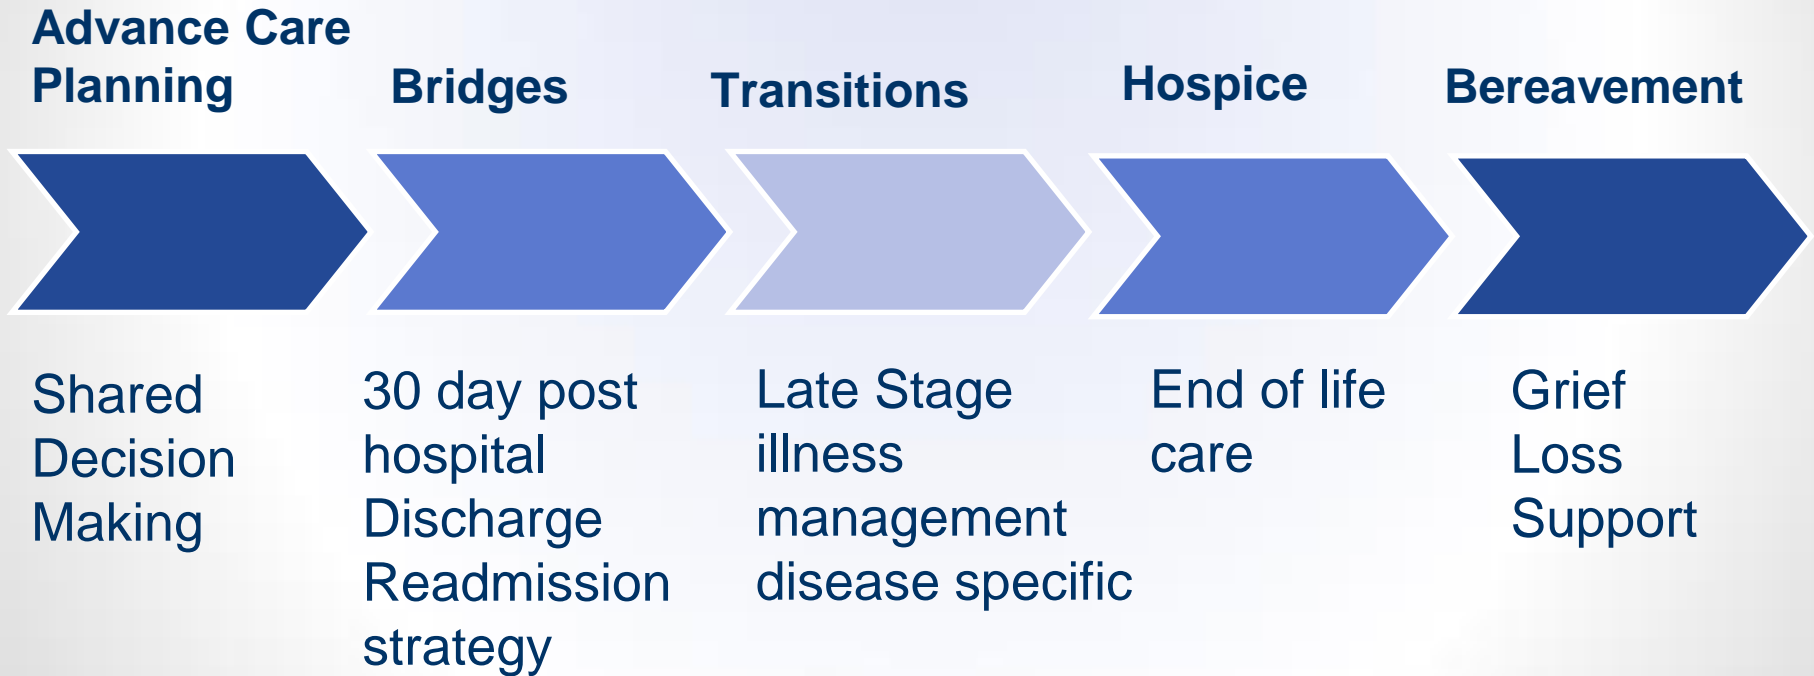 Advance Care
Planning
Bridges
Transitions
Hospice
Bereavement
Shared
Decision
Making
30 day post
hospital
Discharge
Readmission
strategy
Late Stage
illness
management
disease specific
End of life
care
Grief
Loss
Support